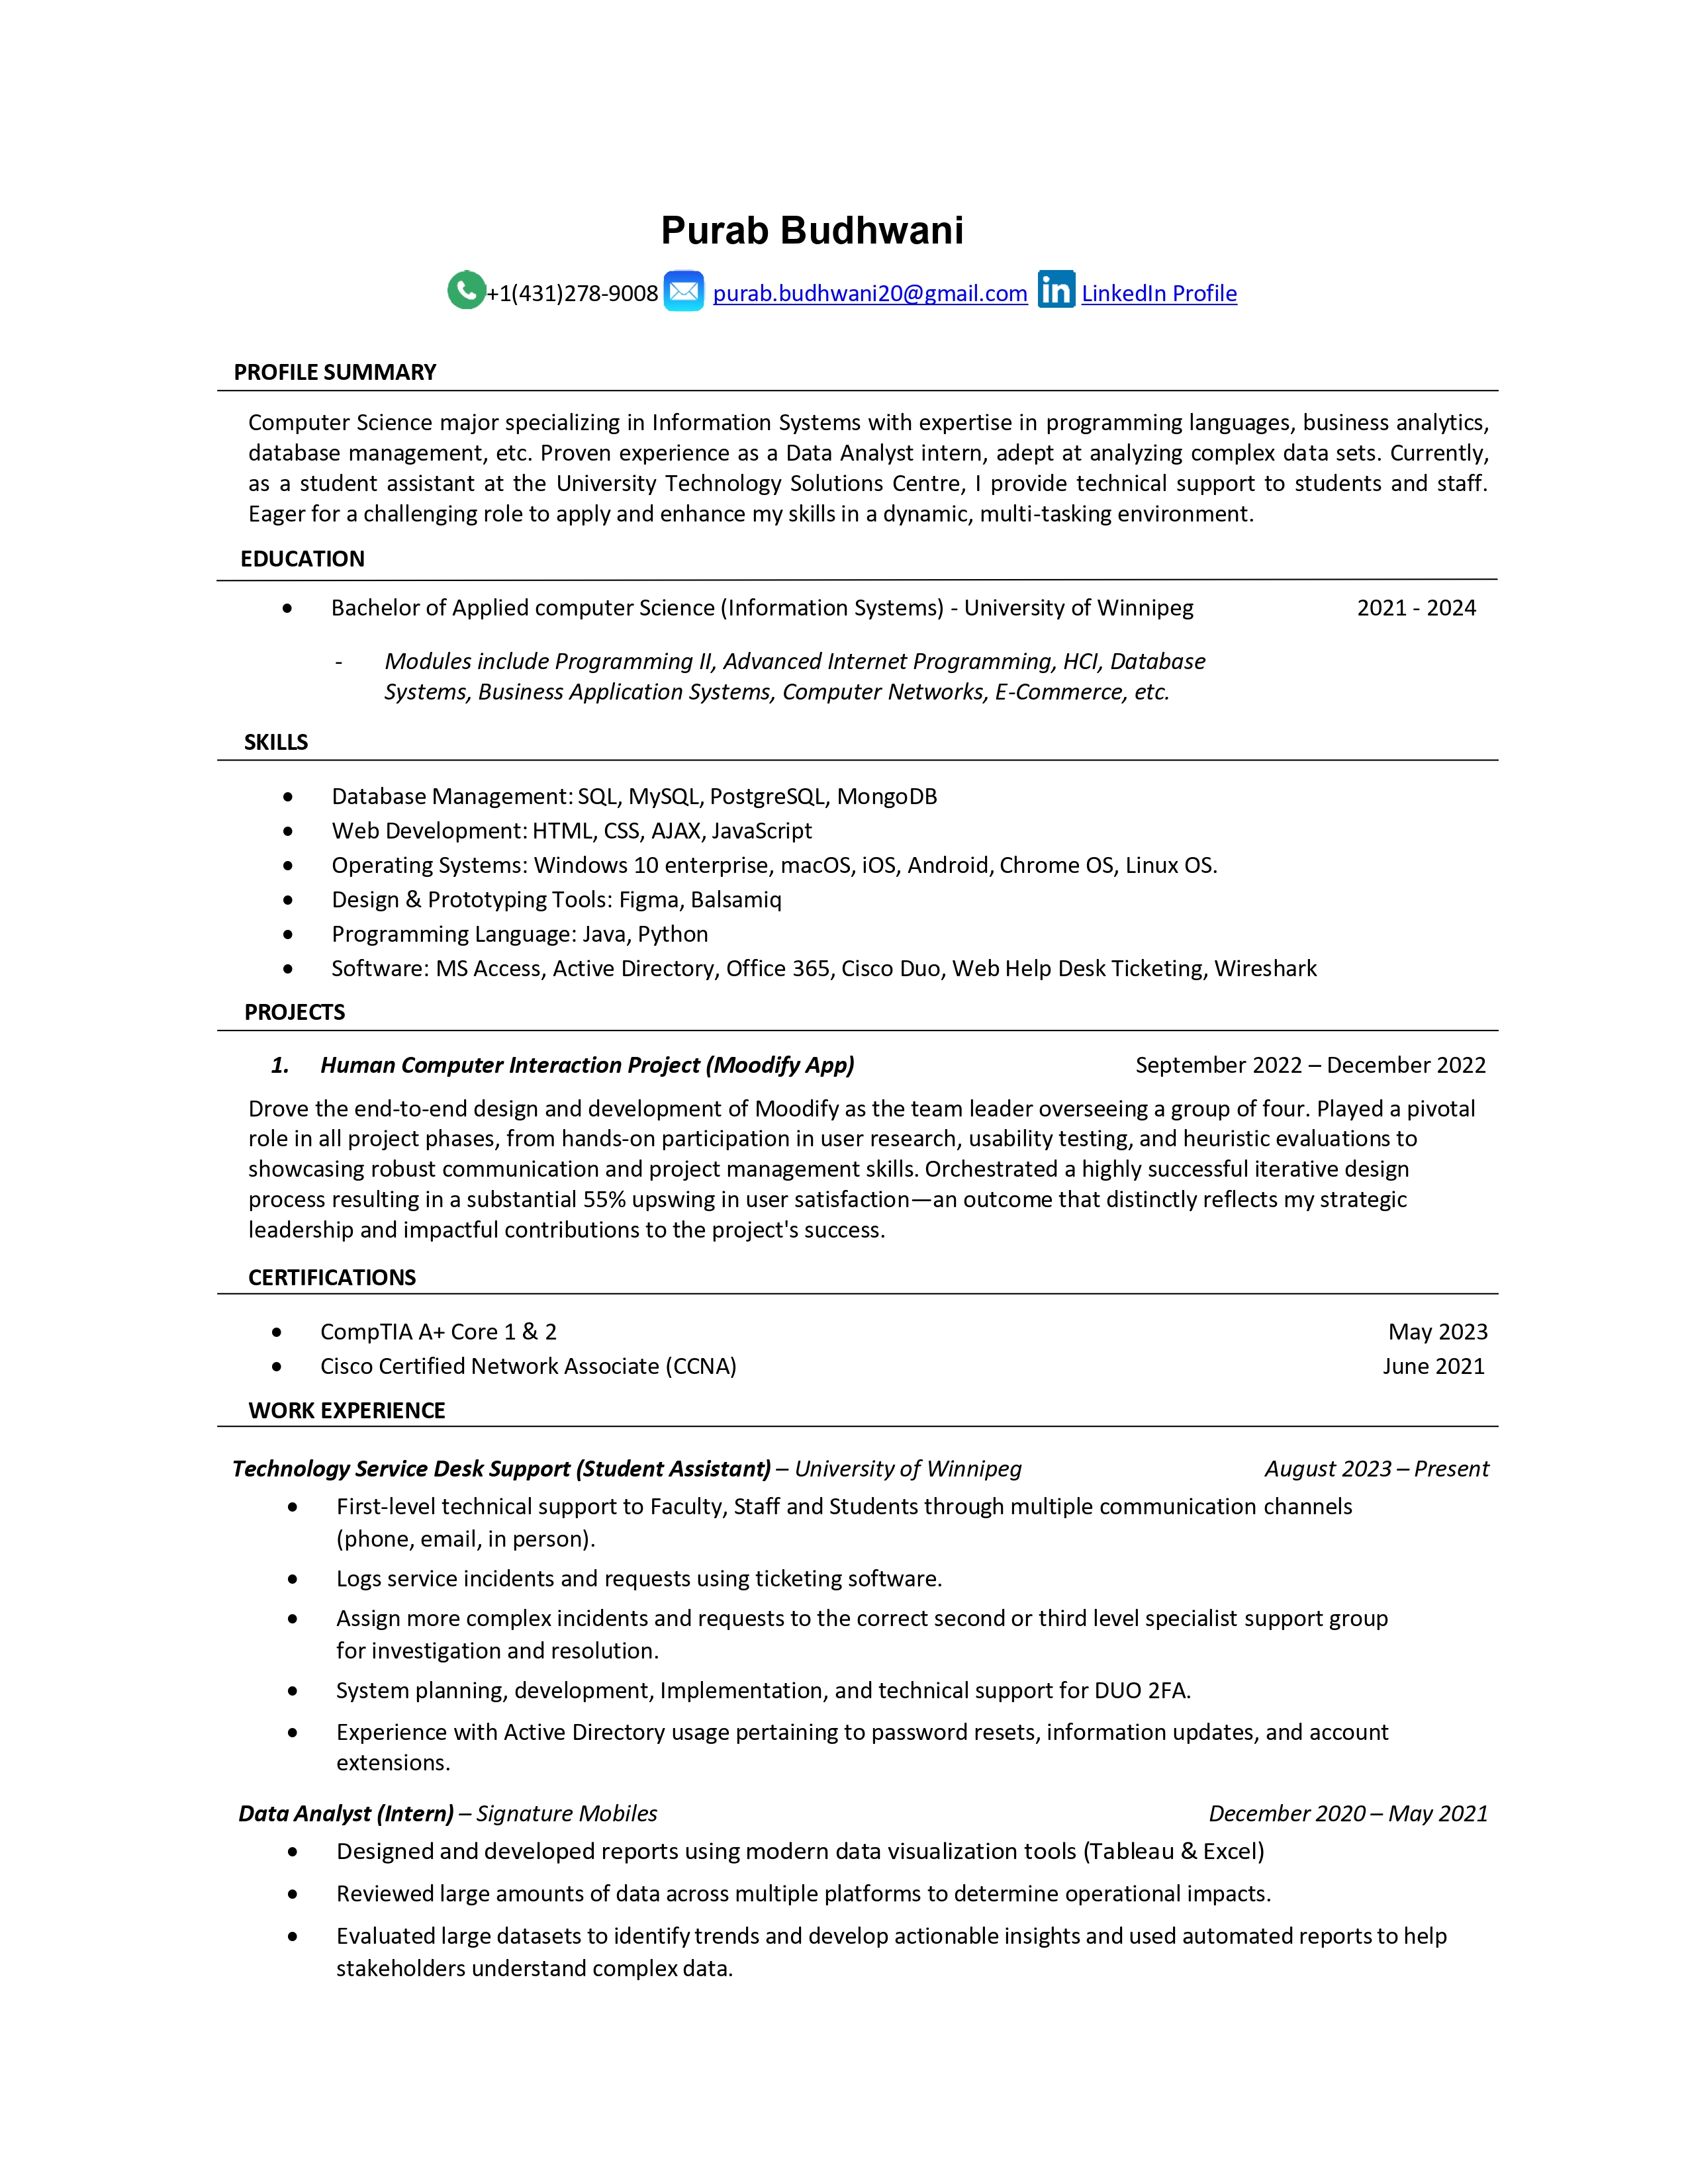 Purab Budhwani
+1(431)278-9008 purab.budhwani20@gmail.com in LinkedIn Profile
PROFILE SUMMARY
Computer Science major specializing in Information Systems with expertise in programming languages, business analytics,
database management, etc. Proven experience as a Data Analyst intern, adept at analyzing complex data sets. Currently,
as a student assistant at the University Technology Solutions Centre, I provide technical support to students and staff.
Eager for a challenging role to apply and enhance my skills in a dynamic, multi-tasking environment.
EDUCATION
• Bachelor of Applied computer Science (Information Systems) - University of Winnipeg 2021 - 2024
- Modules include Programming II, Advanced Internet Programming, HCI, Database
Systems, Business Application Systems, Computer Networks, E-Commerce, etc.
SKILLS
• Database Management: SQL, MySQL, PostgreSQL, MongoDB
• Web Development: HTML, CSS, AJAX, JavaScript
• Operating Systems: Windows 10 enterprise, macOS, iOS, Android, Chrome OS, Linux OS.
• Design & Prototyping Tools: Figma, Balsamiq
• Programming Language: Java, Python
• Software: MS Access, Active Directory, Office 365, Cisco Duo, Web Help Desk Ticketing, Wireshark
PROJECTS
1. Human Computer Interaction Project (Moodify App) September 2022 – December 2022
Drove the end-to-end design and development of Moodify as the team leader overseeing a group of four. Played a pivotal
role in all project phases, from hands-on participation in user research, usability testing, and heuristic evaluations to
showcasing robust communication and project management skills. Orchestrated a highly successful iterative design
process resulting in a substantial 55% upswing in user satisfaction—an outcome that distinctly reflects my strategic
leadership and impactful contributions to the project's success.
CERTIFICATIONS
• CompTIA A+ Core 1 & 2 May 2023
• Cisco Certified Network Associate (CCNA) June 2021
WORK EXPERIENCE
Technology Service Desk Support (Student Assistant) – University of Winnipeg August 2023 – Present
• First-level technical support to Faculty, Staff and Students through multiple communication channels
(phone, email, in person).
• Logs service incidents and requests using ticketing software.
• Assign more complex incidents and requests to the correct second or third level specialist support group
for investigation and resolution.
• System planning, development, Implementation, and technical support for DUO 2FA.
• Experience with Active Directory usage pertaining to password resets, information updates, and account
extensions.
Data Analyst (Intern) – Signature Mobiles December 2020 – May 2021
• Designed and developed reports using modern data visualization tools (Tableau & Excel)
• Reviewed large amounts of data across multiple platforms to determine operational impacts.
• Evaluated large datasets to identify trends and develop actionable insights and used automated reports to help
stakeholders understand complex data.